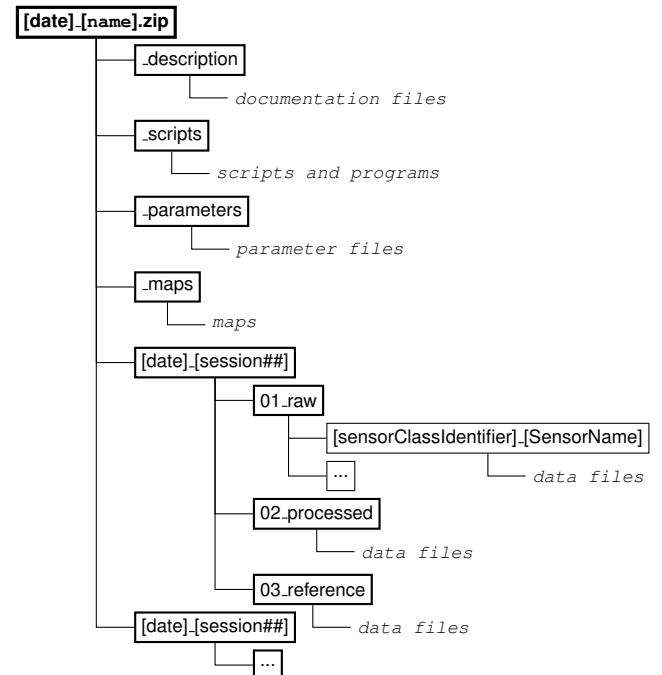 [date]_[name].zip
_description
documentation files
_scripts
scripts and programs
_parameters
parameter files
_maps
maps
[date]_[session##]
01_raw
[sensorClassIdentifier]_[SensorName]
data files
...
02_processed
data files
03_reference
data files
[date]_[session##]
...